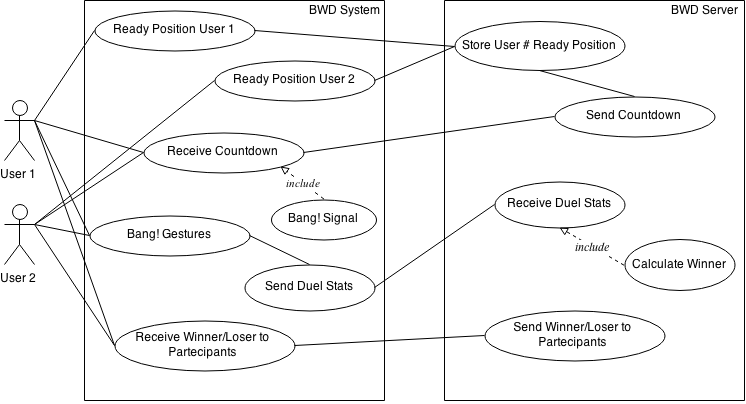 BWD System
BWD Server
Ready Position User 1
Store User # Ready Position
Ready Position User 2
Send Countdown
User 1
Receive Countdown
include
Bang! Signal
Receive Duel Stats
User 2
Bang! Gestures
include
Calculate Winner
Send Duel Stats
Receive Winner/Loser to
Partecipants
Send Winner/Loser to
Partecipants